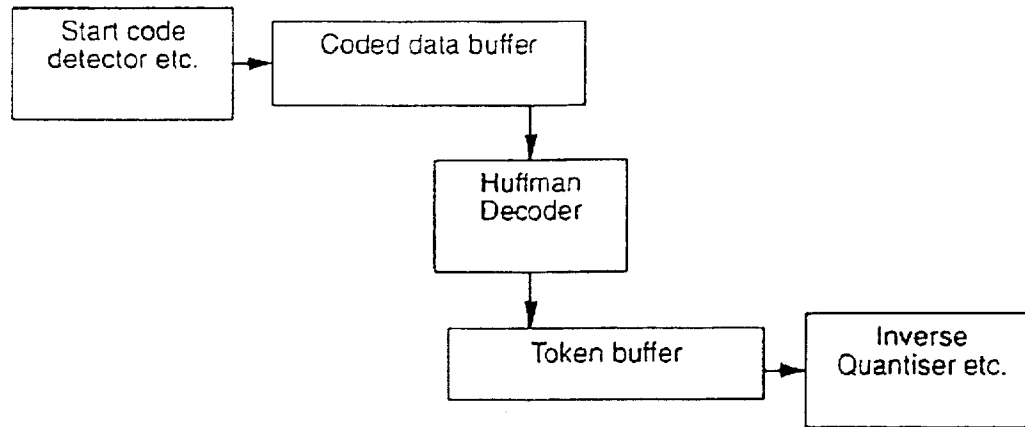 Start code
detector etc.
Coded data buffer
Huffman
Decoder
Token buffer
Inverse
Quantiser etc.